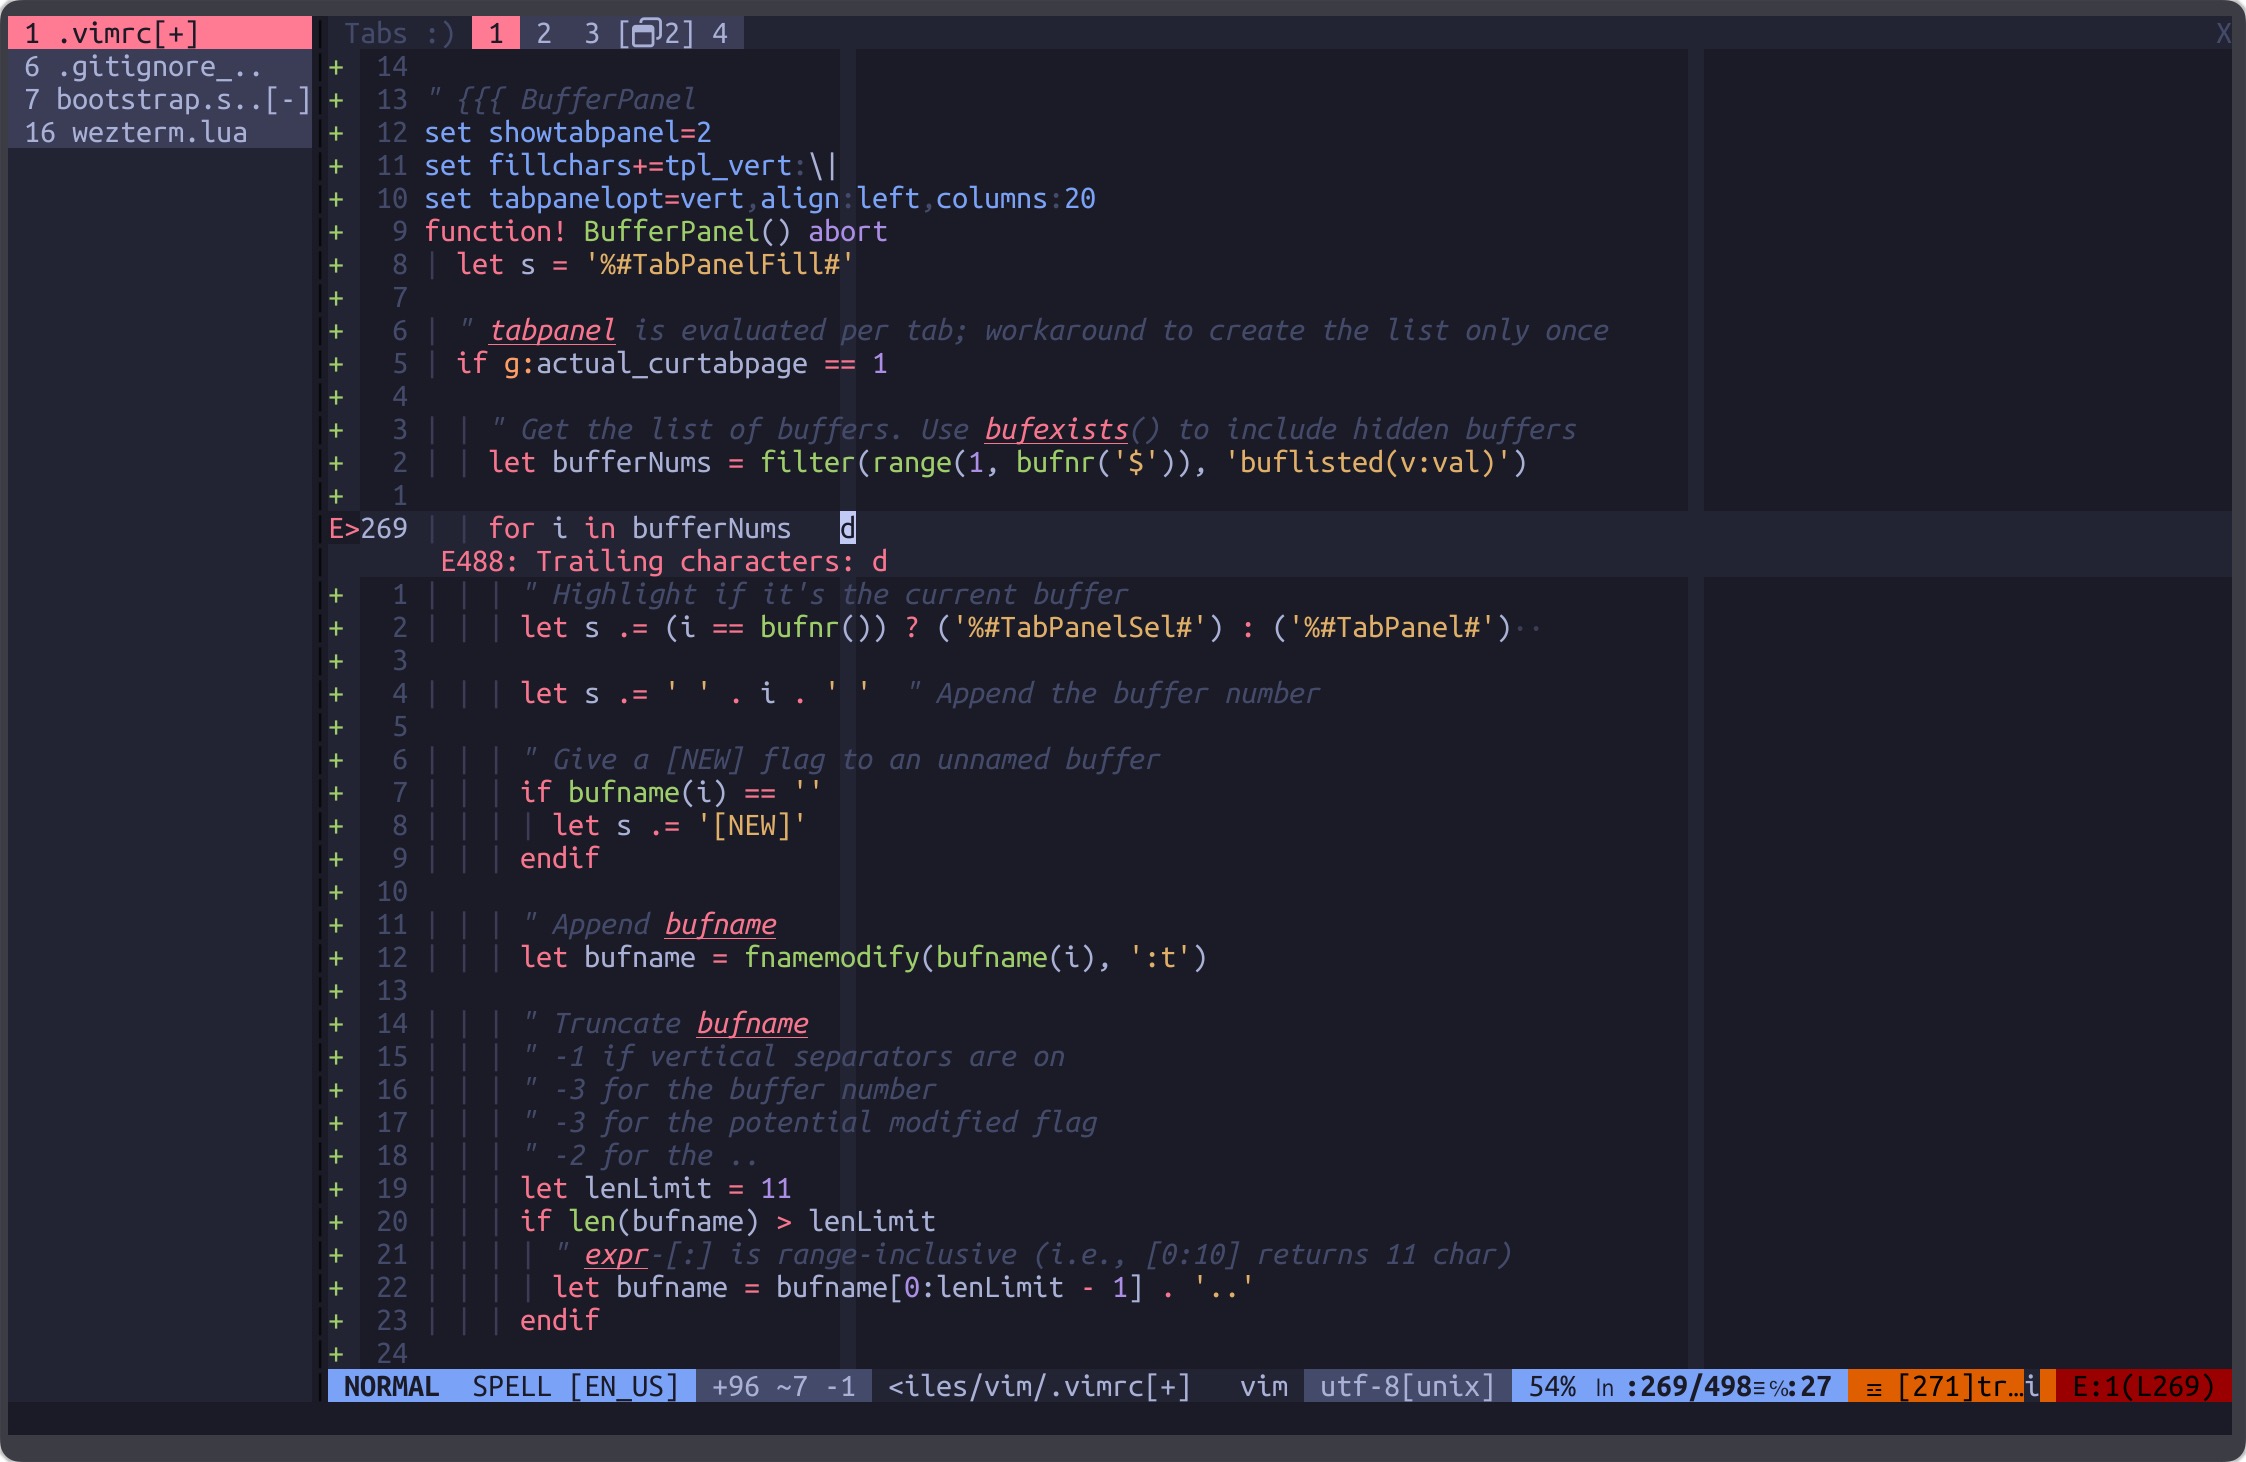 1 .vimrc[+]
6 .gitignore_..
7 bootstrap.s..[-]
16 wezterm.lua
Tabs :) 1 2 3 [2] 4 X
+ 14
+ 13 " {{{ BufferPanel
+ 12 set showtabpanel=2
+ 11 set fillchars+=tpl_vert:\|
+ 10 set tabpanelopt=vert,align:left,columns:20
+ 9 function! BufferPanel() abort
+ 8 | let s = '%#TabPanelFill#'
+ 7
+ 6 | " tabpanel is evaluated per tab; workaround to create the list only once
+ 5 | if g:actual_curtabpage == 1
+ 4
+ 3 | | " Get the list of buffers. Use bufexists() to include hidden buffers
+ 2 | | let bufferNums = filter(range(1, bufnr('$')), 'buflisted(v:val)')
+ 1
E>269 | | for i in bufferNums   d
E488: Trailing characters: d
+ 1 | | | " Highlight if it's the current buffer
+ 2 | | | let s .= (i == bufnr()) ? ('%#TabPanelSel#') : ('%#TabPanel#')··
+ 3
+ 4 | | | let s .= ' ' . i . ' '  " Append the buffer number
+ 5
+ 6 | | | " Give a [NEW] flag to an unnamed buffer
+ 7 | | | if bufname(i) == ''
+ 8 | | | | let s .= '[NEW]'
+ 9 | | | endif
+ 10
+ 11 | | | " Append bufname
+ 12 | | | let bufname = fnamemodify(bufname(i), ':t')
+ 13
+ 14 | | | " Truncate bufname
+ 15 | | | " -1 if vertical separators are on
+ 16 | | | " -3 for the buffer number
+ 17 | | | " -3 for the potential modified flag
+ 18 | | | " -2 for the ..
+ 19 | | | let lenLimit = 11
+ 20 | | | if len(bufname) > lenLimit
+ 21 | | | | " expr-[:] is range-inclusive (i.e., [0:10] returns 11 char)
+ 22 | | | | let bufname = bufname[0:lenLimit - 1] . '..'
+ 23 | | | endif
+ 24
NORMAL SPELL [EN_US] +96 ~7 -1 <iles/vim/.vimrc[+] vim utf-8[unix] 54% ㏑ :269/498≡℅:27 ☲ [271]tr…i E:1(L269)